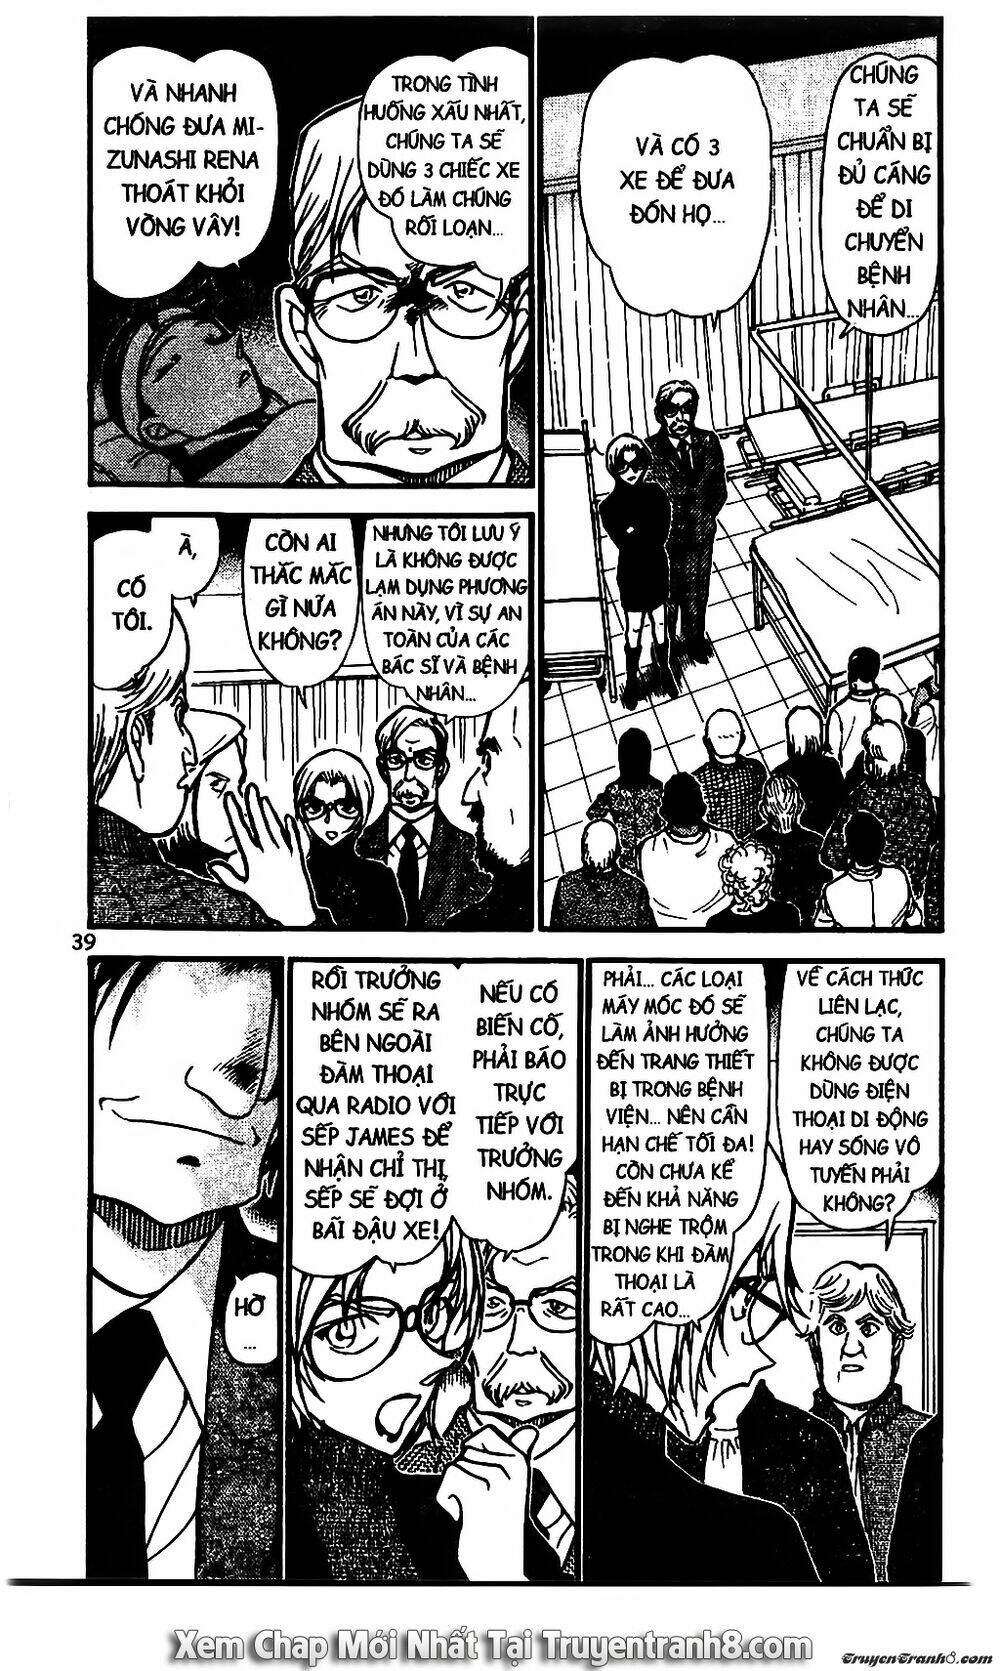 CHÚNG
TA SẼ
CHUẨN BỊ
ĐỦ CÁNG
ĐỂ DI
CHUYỂN
BỆNH
NHÂN...
VÀ CÓ 3
XE ĐỂ ĐƯA
ĐÓN HỌ...
TRONG TÌNH
HUỐNG XẤU NHẤT,
CHÚNG TA SẼ
DÙNG 3 CHIẾC XE
ĐÓ LÀM CHÚNG
RỐI LOẠN...
VÀ NHANH
CHÓNG ĐƯA MI-
ZUNASHI RENA
THOÁT KHỎI
VÒNG VÂY!
NHƯNG TÔI LƯU Ý
LÀ KHÔNG ĐƯỢC
LẠM DỤNG PHƯƠNG
ÁN NÀY, VÌ SỰ AN
TOÀN CỦA CÁC
BÁC SĨ VÀ BỆNH
NHÂN...
CÒN AI
THẮC MẮC
GÌ NỮA
KHÔNG?
À,
CÓ
TÔI.
39
VỀ CÁCH THỨC
LIÊN LẠC,
CHÚNG TA
KHÔNG ĐƯỢC
DÙNG ĐIỆN
THOẠI DI ĐỘNG
HAY SÓNG VÔ
TUYẾN PHẢI
KHÔNG?
PHẢI... CÁC LOẠI
MÁY MÓC ĐÓ SẼ
LÀM ẢNH HƯỞNG
ĐẾN TRANG THIẾT
BỊ TRONG BỆNH
VIỆN... NÊN CẦN
HẠN CHẾ TỐI ĐA!
CÒN CHƯA KỂ
ĐẾN KHẢ NĂNG
BỊ NGHE TRỘM
TRONG KHI ĐÀM
THOẠI LÀ
RẤT CAO...
NẾU CÓ
BIẾN CỐ,
PHẢI BÁO
TRỰC
TIẾP VỚI
TRƯỞNG
NHÓM.
RỒI TRƯỞNG
NHÓM SẼ RA
BÊN NGOÀI
ĐÀM THOẠI
QUA RADIO VỚI
SẾP JAMES ĐỂ
NHẬN CHỈ THỊ,
SẾP SẼ ĐỢI Ở
BÃI ĐẬU XE!
HỜ
...
Xem Chap Mới Nhất Tại Truyentranh8.com
TruyenTranh8.com